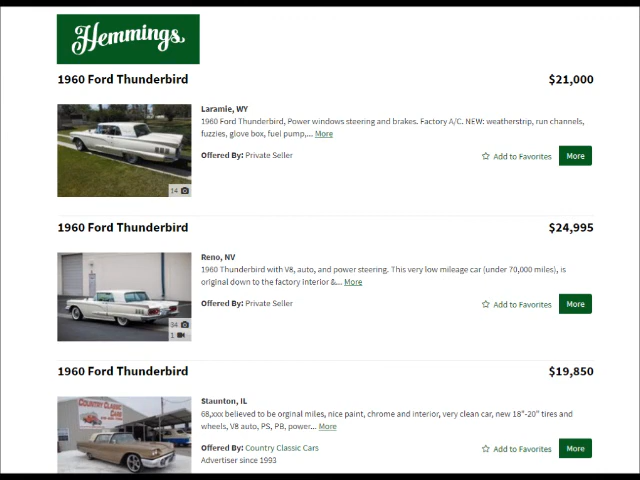 Hemmings.
1960 Ford Thunderbird $21,000
Laramie, WY
1960 Ford Thunderbird, Power windows steering and brakes. Factory A/C. NEW: weatherstrip, run channels,
fuzzies, glove box, fuel pump,... More
Offered By: Private Seller
Add to Favorites More
14
1960 Ford Thunderbird $24,995
Reno, NV
1960 Thunderbird with V8, auto, and power steering. This very low mileage car (under 70,000 miles), is
original down to the factory interior &... More
Offered By: Private Seller
Add to Favorites More
34
1
1960 Ford Thunderbird $19,850
COUNTRY CLASSIC CARS
Staunton, IL
68,xxx believed to be orginal miles, nice paint, chrome and interior, very clean car, new 18"-20" tires and
wheels, V8 auto, PS, PB, power... More
Offered By: Country Classic Cars
Add to Favorites More
Advertiser since 1993